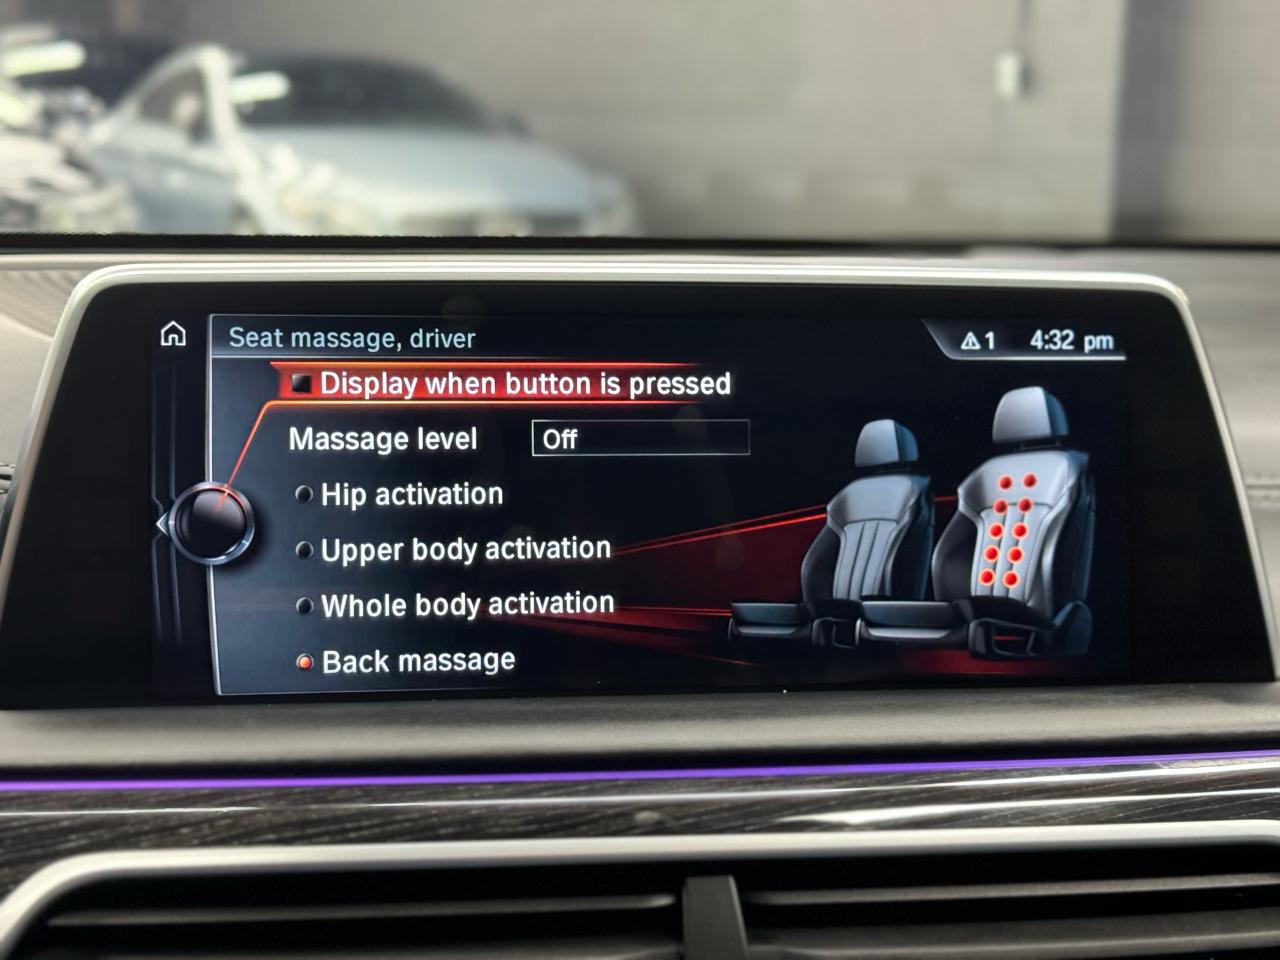 Seat massage, driver
1 4:32 pm
Display when button is pressed
Massage level Off
Hip activation
Upper body activation
Whole body activation
Back massage